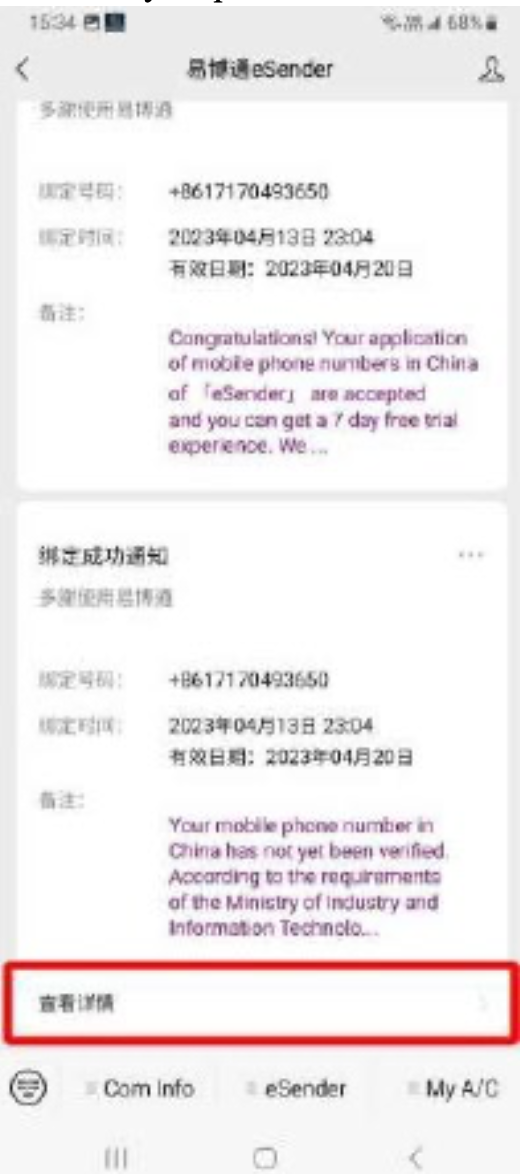 15:34 68%
易博通eSender
多谢使用易博通
绑定号码： +8617170493650
绑定时间： 2023年04月13日 23:04
有效日期：2023年04月20日
备注：
Congratulations! Your application
of mobile phone numbers in China
of 「eSender」 are accepted
and you can get a 7 day free trial
experience. We ...
绑定成功通知
多谢使用易博通
绑定号码： +8617170493650
绑定时间： 2023年04月13日 23:04
有效日期：2023年04月20日
备注：
Your mobile phone number in
China has not yet been verified.
According to the requirements
of the Ministry of Industry and
Information Technolo...
查看详情
Com Info eSender My A/C